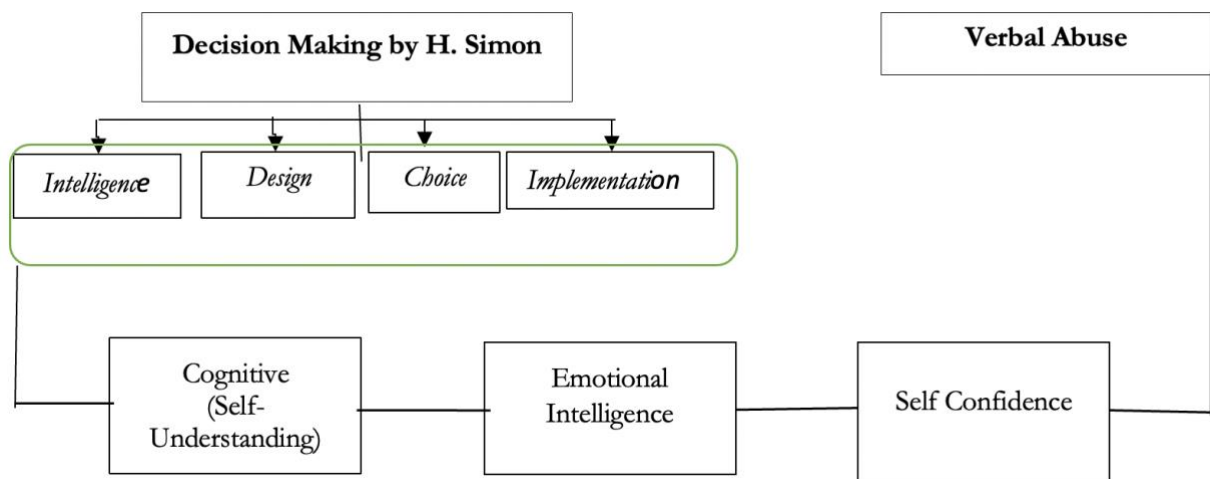 Decision Making by H. Simon
Verbal Abuse
Intelligence
Design
Choice
Implementation
Cognitive
(Self-
Understanding)
Emotional
Intelligence
Self Confidence